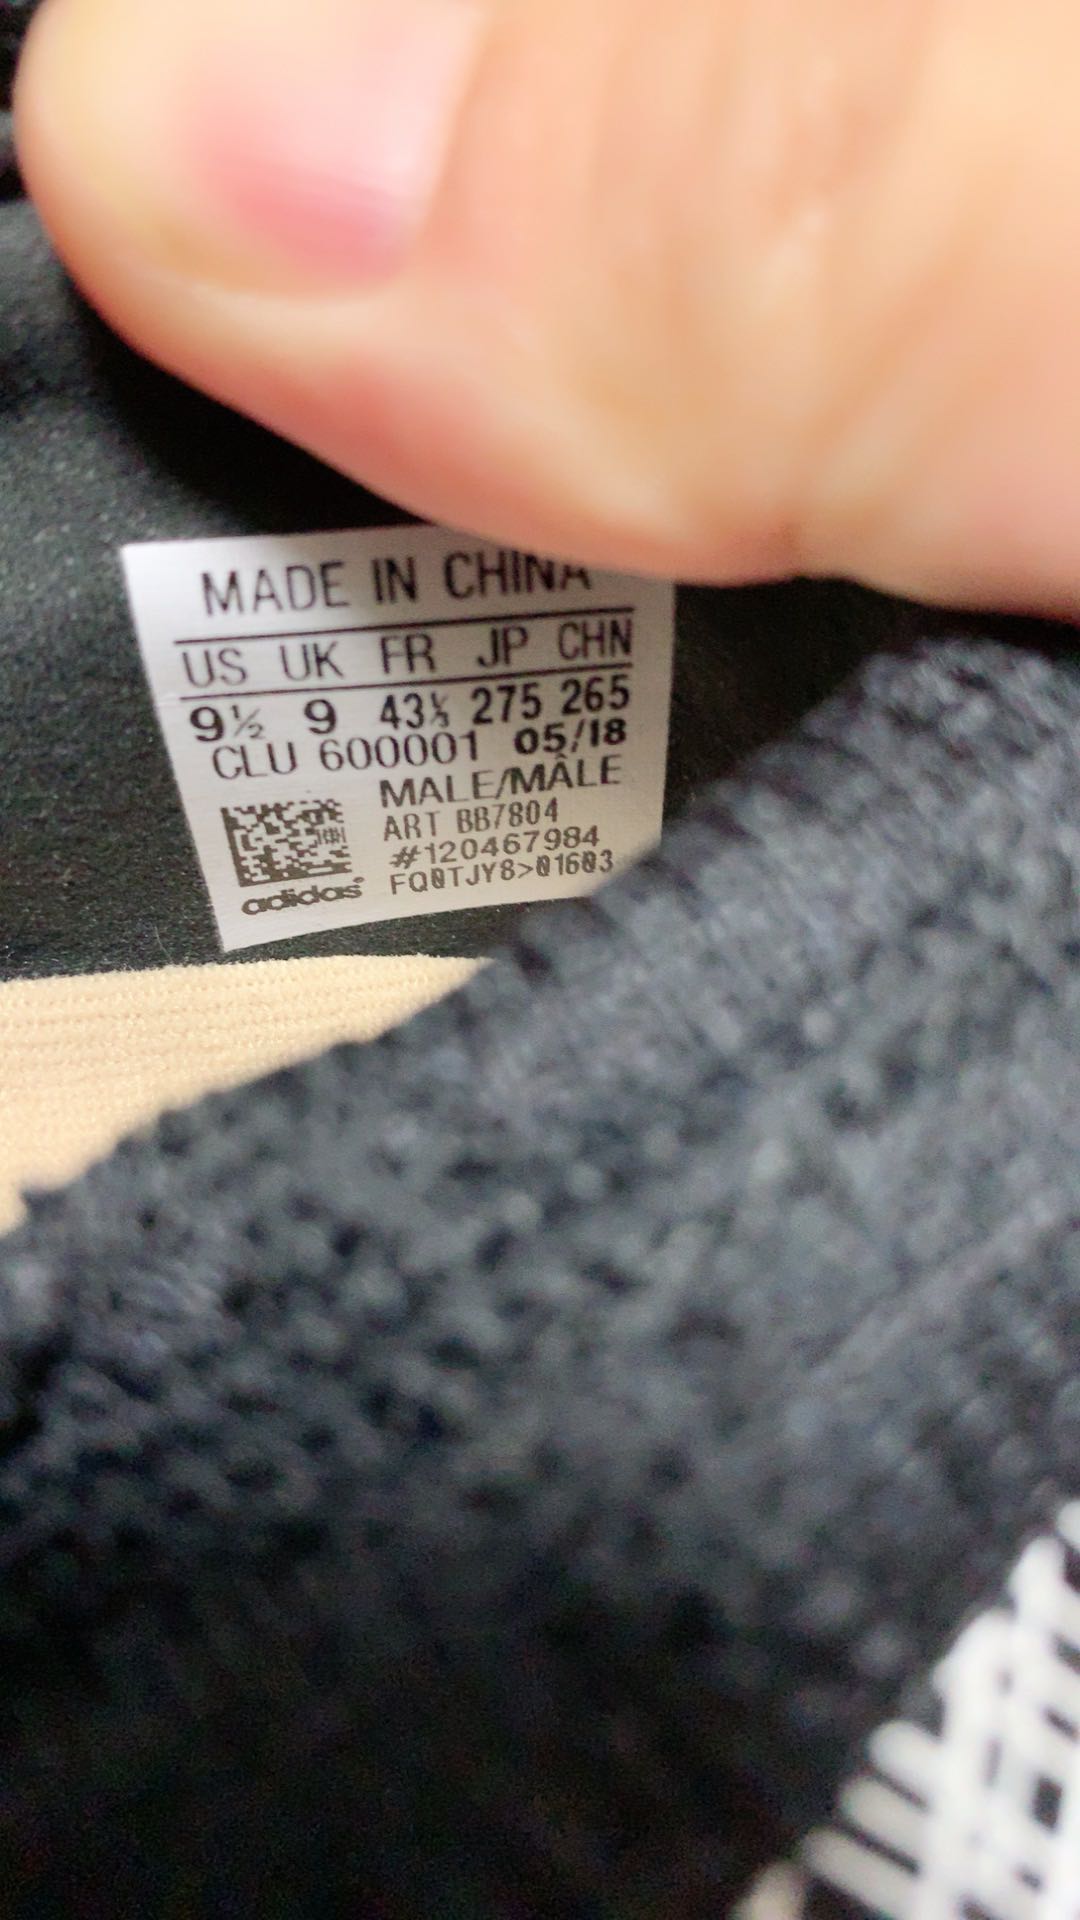 MADE IN CHINA
US UK FR JP CHN
9½ 9 43⅓ 275 265
CLU 600001 05/18
MALE/MÂLE
ART BB7804
#120467984
FQ0TJY8>01603
adidas